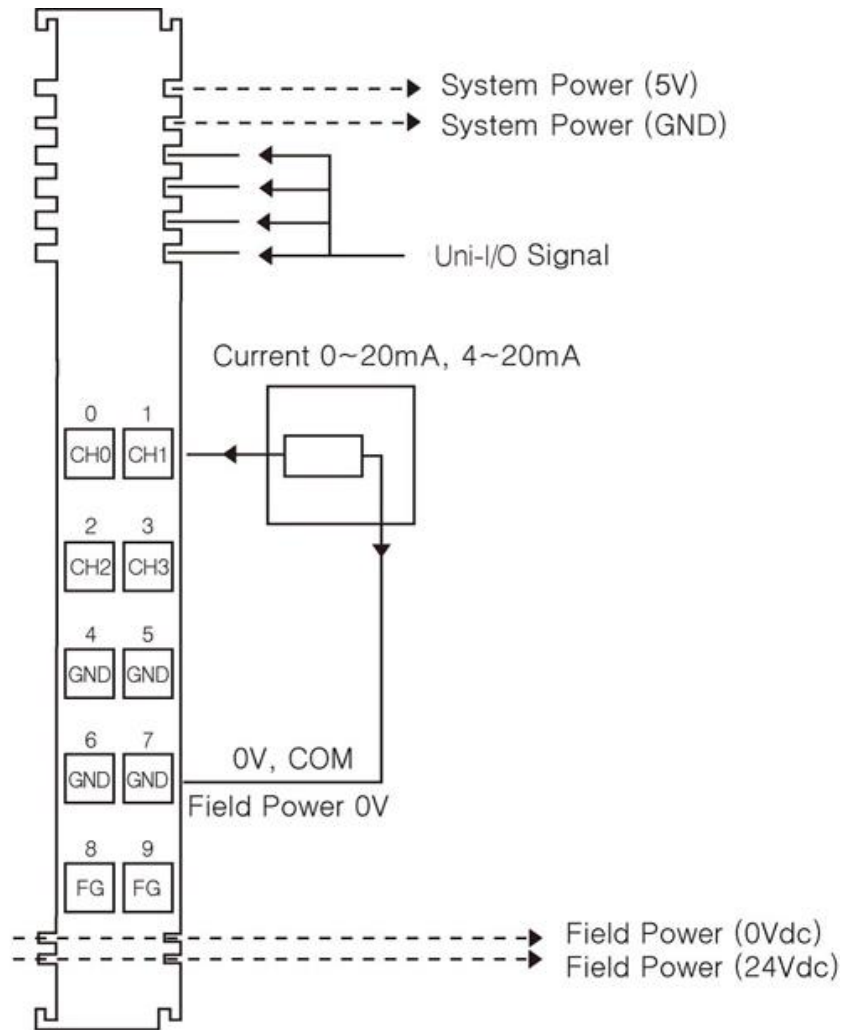 System Power (5V)
System Power (GND)
Uni-I/O Signal
Current 0~20mA, 4~20mA
0 1
CH0 CH1
2 3
CH2 CH3
4 5
GND GND
6 7
GND GND
0V, COM
Field Power 0V
8 9
FG FG
Field Power (0Vdc)
Field Power (24Vdc)